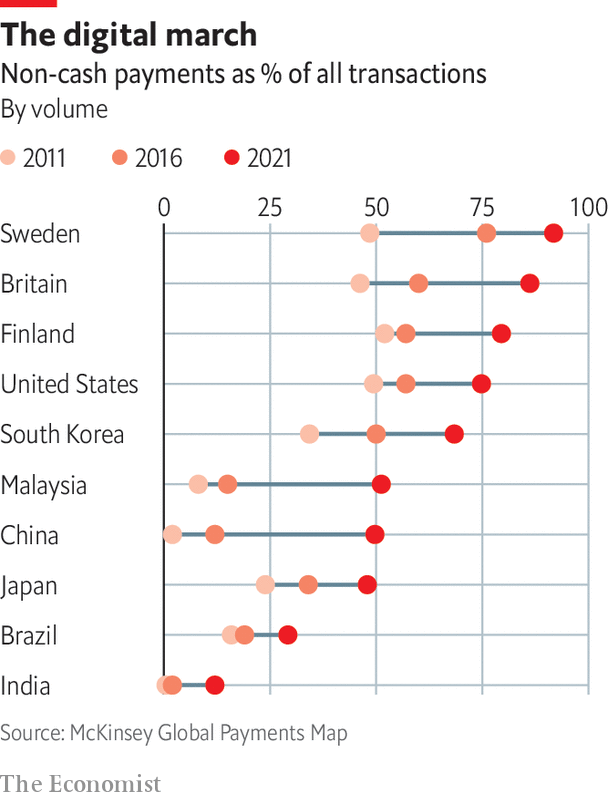 The digital march
Non-cash payments as % of all transactions
By volume
2011 2016 2021
0 25 50 75 100
Sweden
Britain
Finland
United States
South Korea
Malaysia
China
Japan
Brazil
India
Source: McKinsey Global Payments Map
The Economist